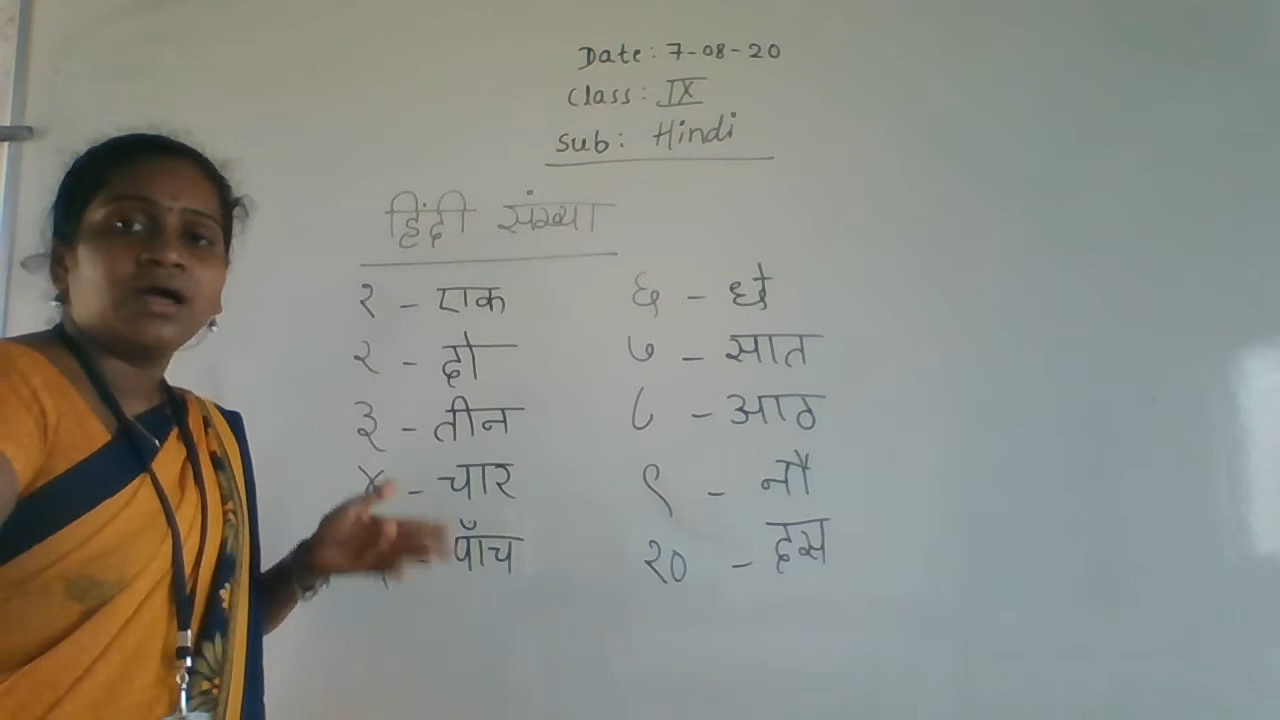 Date: 7-08-20
Class: IX
Sub: Hindi
हिंदी संख्या
१ - एक
२ - दो
३ - तीन
४ - चार
- पाँच
६ - छे
७ - सात
८ - आठ
९ - नौ
१० - दस